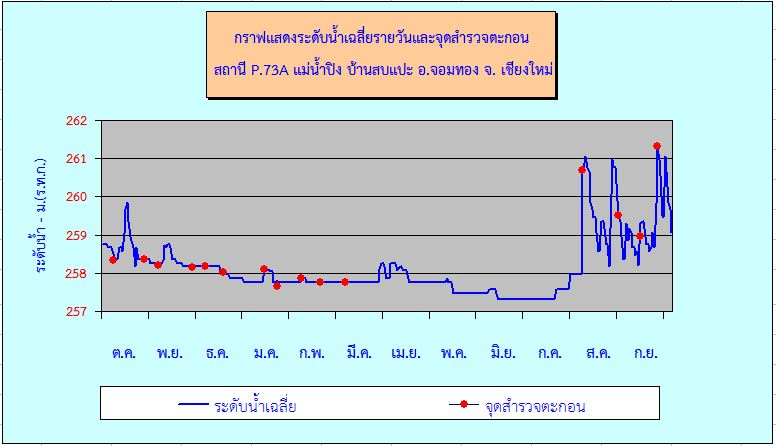 กราฟแสดงระดับน้ำเฉลี่ยรายวันและจุดสำรวจตะกอน
สถานี P.73A แม่น้ำปิง บ้านสบแปะ อ.จอมทอง จ. เชียงใหม่
ระดับน้ำ - ม.(ร.ท.ก.)
262
261
260
259
258
257
ต.ค. พ.ย. ธ.ค. ม.ค. ก.พ. มี.ค. เม.ย. พ.ค. มิ.ย. ก.ค. ส.ค. ก.ย.
ระดับน้ำเฉลี่ย จุดสำรวจตะกอน